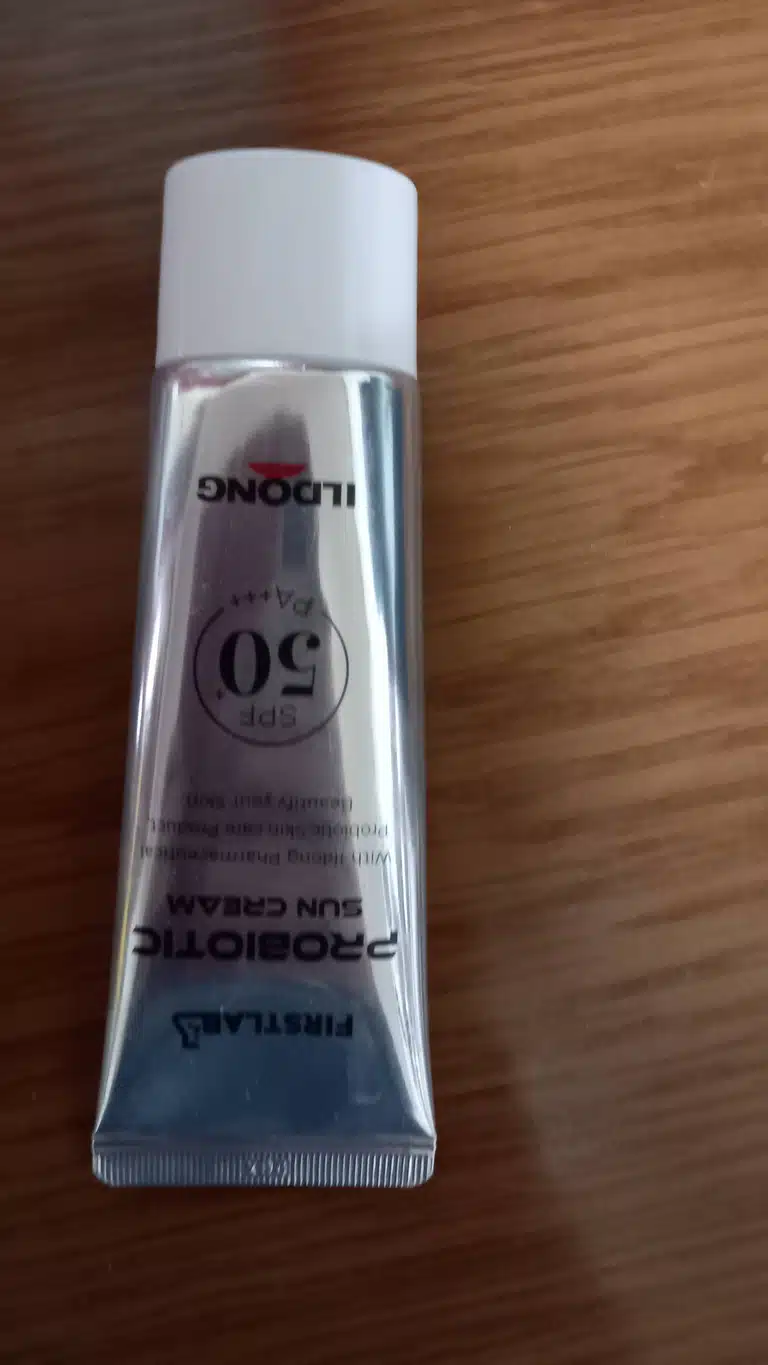 FIRSTLAB
PROBIOTIC
SUN CREAM
With Ildong Pharmaceutical
Probiotic Skin care Product
Beautify your Skin
SPF
50+
PA+++
ILDONG